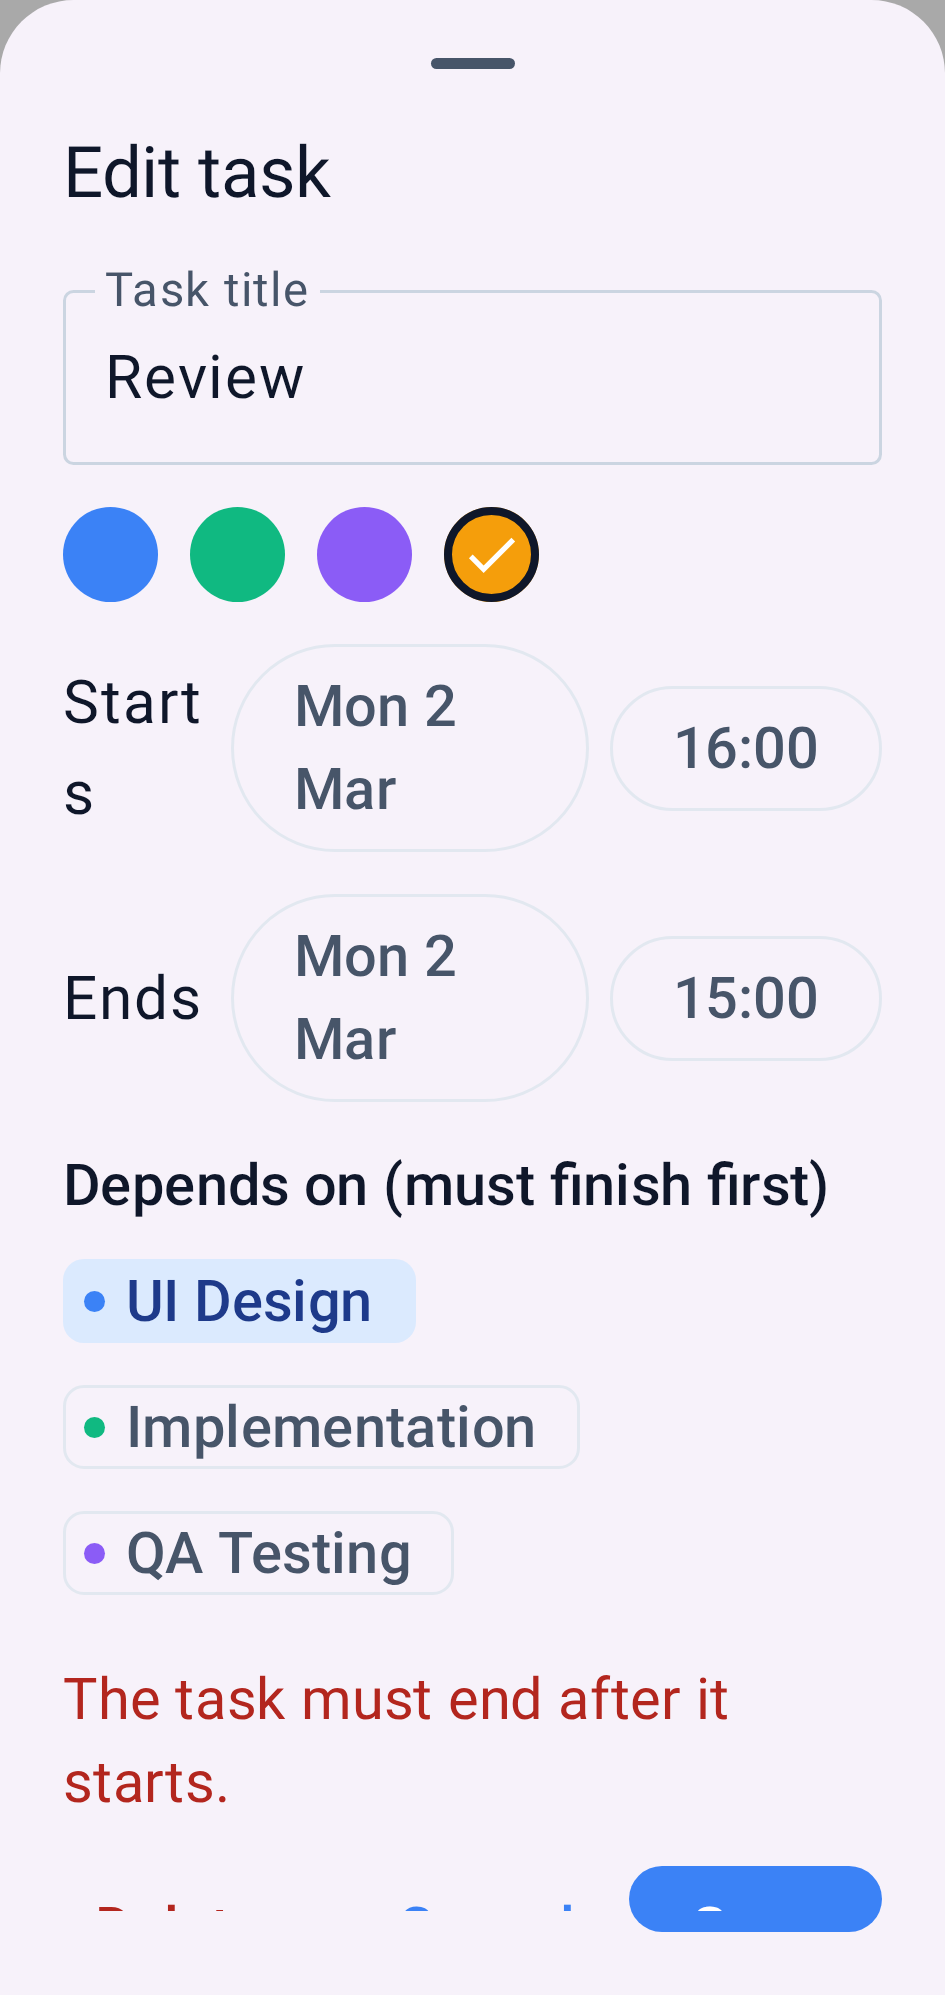 Edit task
Task title
Review
Start
s
Mon 2
Mar
16:00
Ends
Mon 2
Mar
15:00
Depends on (must finish first)
UI Design
Implementation
QA Testing
The task must end after it
starts.